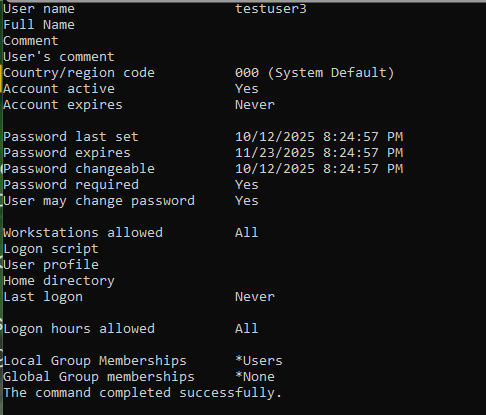 User name                    testuser3
Full Name
Comment
User's comment
Country/region code          000 (System Default)
Account active               Yes
Account expires              Never
Password last set            10/12/2025 8:24:57 PM
Password expires             11/23/2025 8:24:57 PM
Password changeable          10/12/2025 8:24:57 PM
Password required            Yes
User may change password     Yes
Workstations allowed         All
Logon script
User profile
Home directory
Last logon                   Never
Logon hours allowed          All
Local Group Memberships      *Users
Global Group memberships     *None
The command completed successfully.